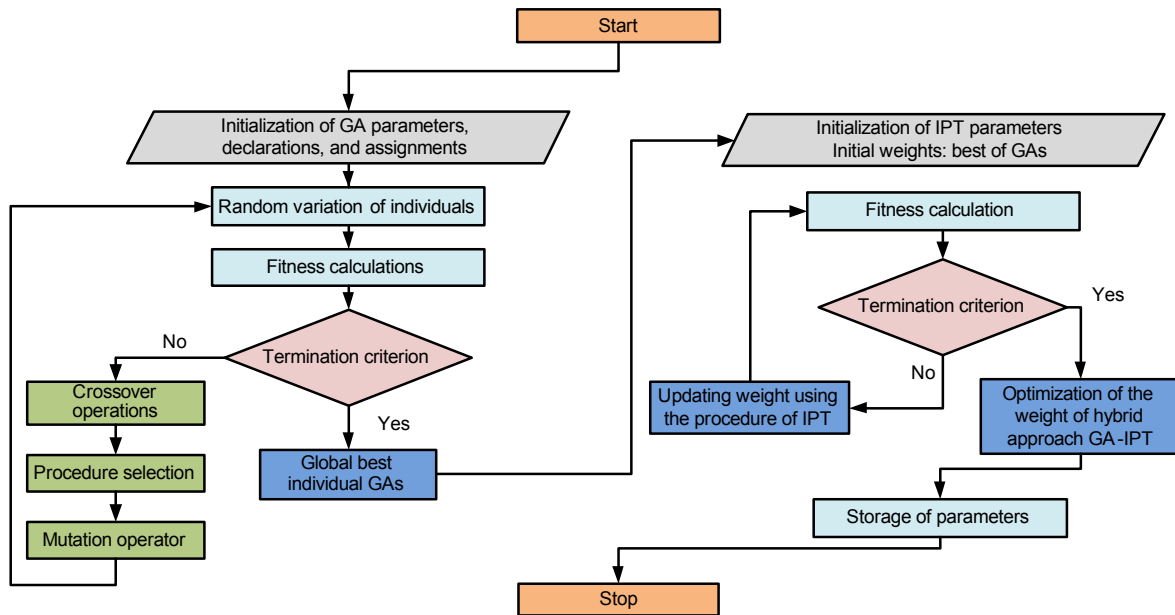 Start
Initialization of GA parameters,
declarations, and assignments
Random variation of individuals
Fitness calculations
Termination criterion
No
Yes
Crossover
operations
Procedure selection
Mutation operator
Global best
individual GAs
Initialization of IPT parameters
Initial weights: best of GAs
Fitness calculation
Termination criterion
Yes
No
Updating weight using
the procedure of IPT
Optimization of the
weight of hybrid
approach GA-IPT
Storage of parameters
Stop